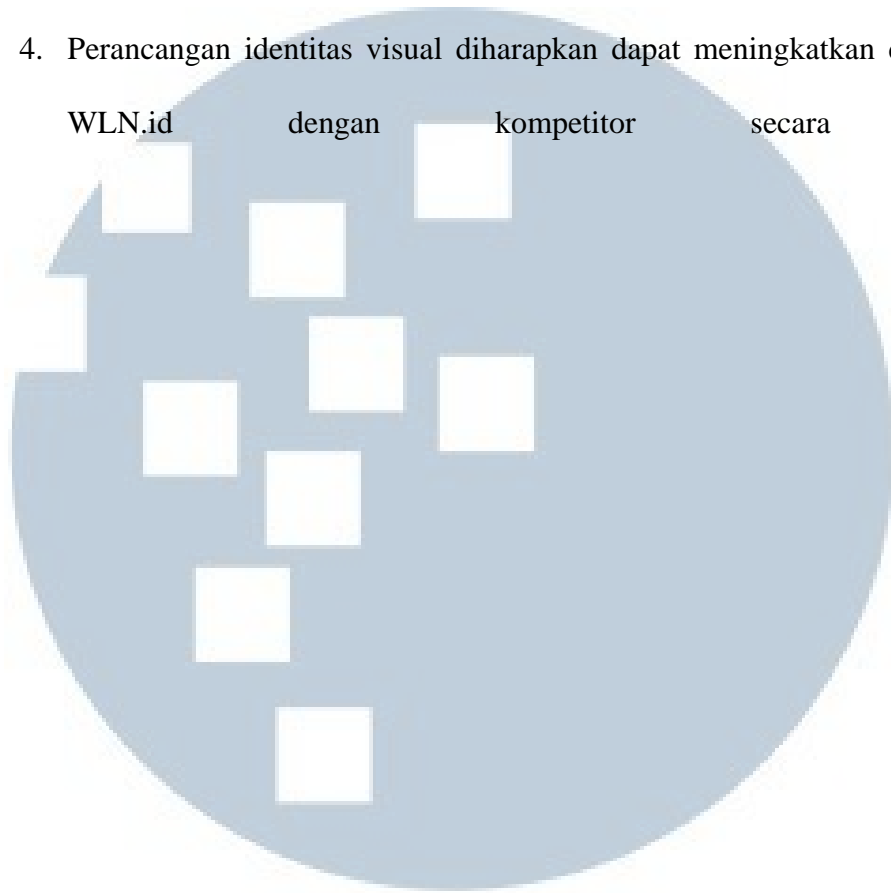 4. Perancangan identitas visual diharapkan dapat meningkatkan
WLN.id dengan kompetitor secara